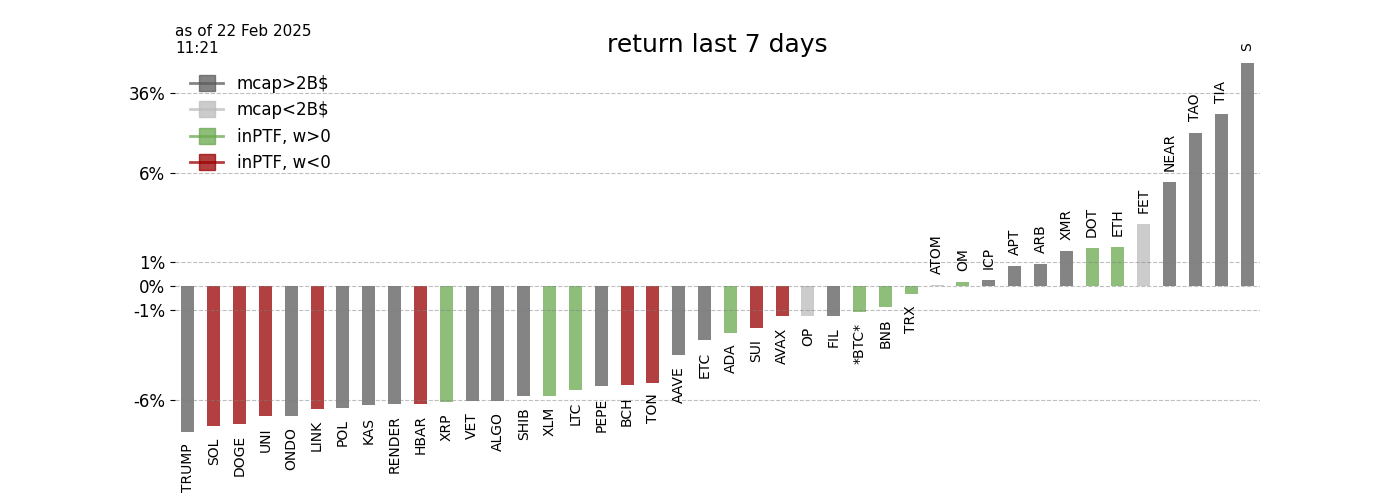 as of 22 Feb 2025
11:21
return last 7 days
mcap>2B$
mcap<2B$
inPTF, w>0
inPTF, w<0
36%
6%
1%
0%
-1%
-6%
TRUMP
SOL
DOGE
UNI
ONDO
LINK
POL
KAS
RENDER
HBAR
XRP
VET
ALGO
SHIB
XLM
LTC
PEPE
BCH
TON
AAVE
ETC
ADA
SUI
AVAX
OP
FIL
*BTC*
BNB
TRX
ATOM
OM
ICP
APT
ARB
XMR
DOT
ETH
FET
NEAR
TAO
TIA
S